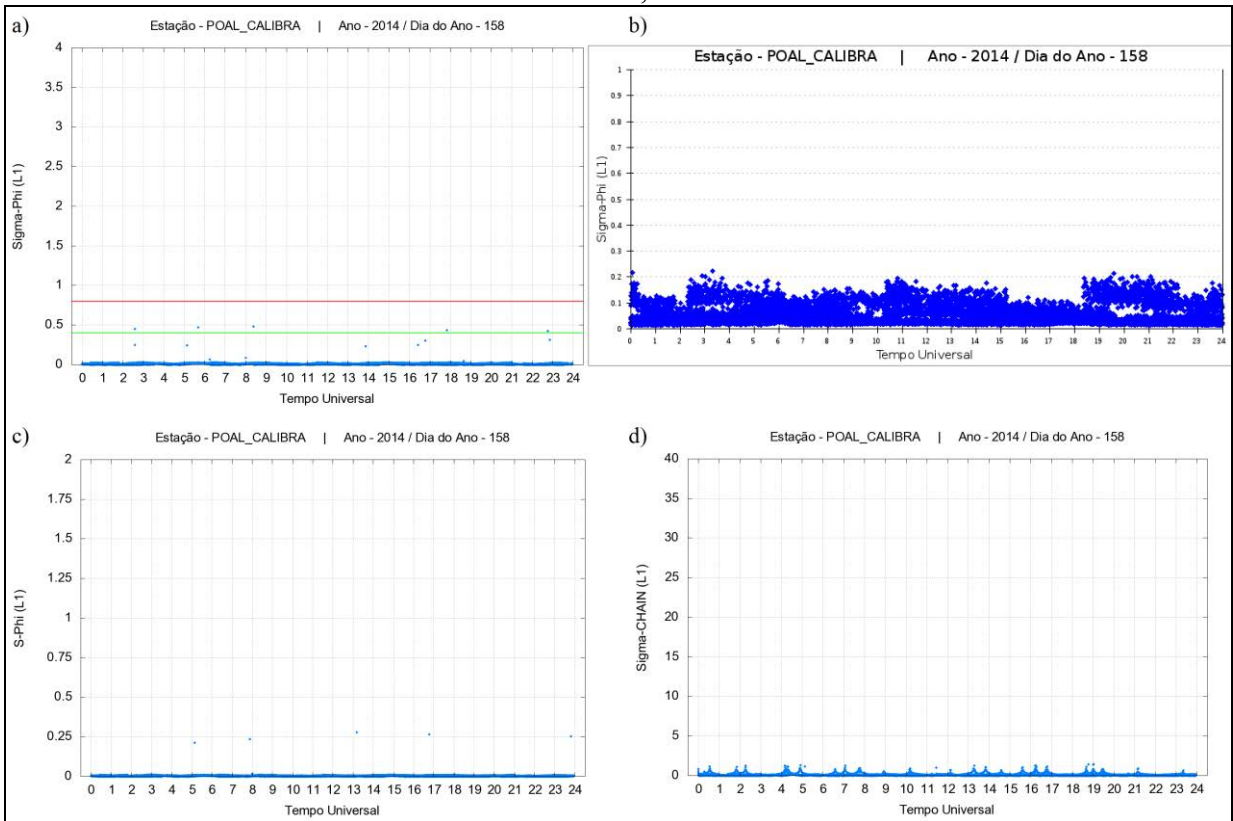 a)
Estação - POAL_CALIBRA | Ano - 2014 / Dia do Ano - 158
4
3.5
3
2.5
2
1.5
1
0.5
0
Sigma-Phi (L1)
0 1 2 3 4 5 6 7 8 9 10 11 12 13 14 15 16 17 18 19 20 21 22 23 24
Tempo Universal
b)
Estação - POAL_CALIBRA | Ano - 2014 / Dia do Ano - 158
1
0.9
0.8
0.7
0.6
0.5
0.4
0.3
0.2
0.1
0
Sigma-Phi (L1)
0 1 2 3 4 5 6 7 8 9 10 11 12 13 14 15 16 17 18 19 20 21 22 23 24
Tempo Universal
c)
Estação - POAL_CALIBRA | Ano - 2014 / Dia do Ano - 158
2
1.75
1.5
1.25
1
0.75
0.5
0.25
0
S-Phi (L1)
0 1 2 3 4 5 6 7 8 9 10 11 12 13 14 15 16 17 18 19 20 21 22 23 24
Tempo Universal
d)
Estação - POAL_CALIBRA | Ano - 2014 / Dia do Ano - 158
40
35
30
25
20
15
10
5
0
Sigma-CHAIN (L1)
0 1 2 3 4 5 6 7 8 9 10 11 12 13 14 15 16 17 18 19 20 21 22 23 24
Tempo Universal